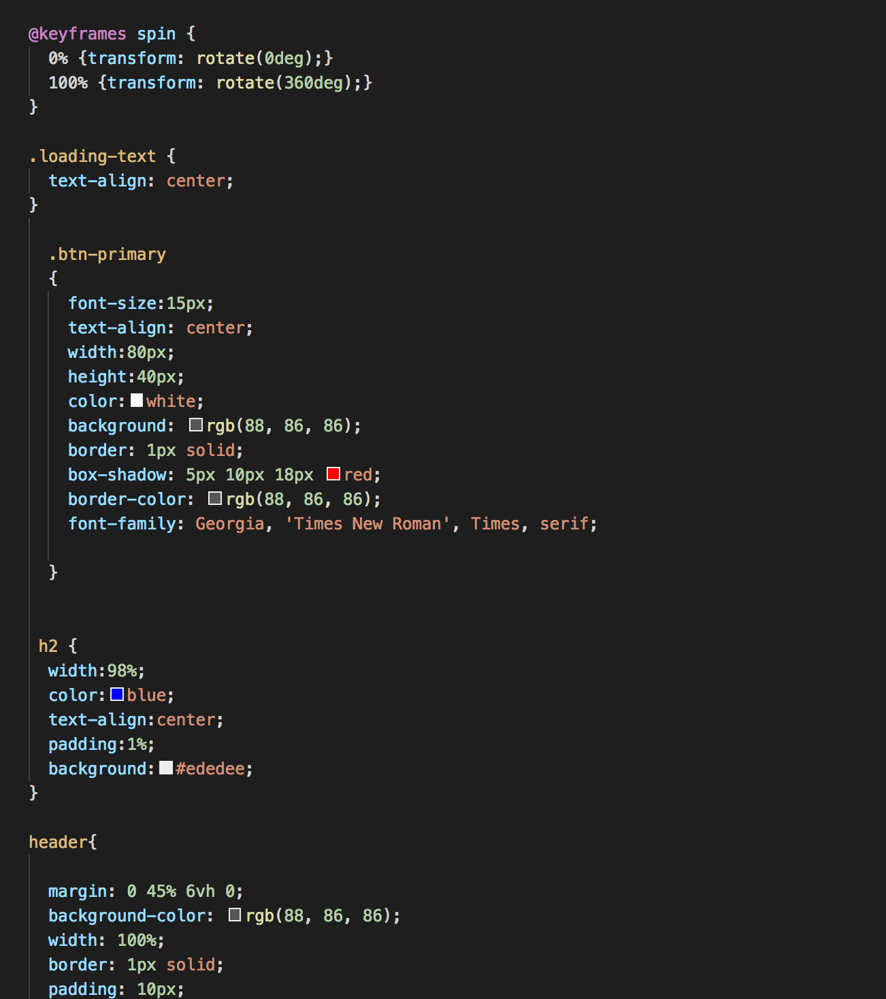 @keyframes spin {
  0% {transform: rotate(0deg);}
  100% {transform: rotate(360deg);}
}

.loading-text {
  text-align: center;
}

  .btn-primary
  {
    font-size:15px;
    text-align: center;
    width:80px;
    height:40px;
    color:white;
    background: rgb(88, 86, 86);
    border: 1px solid;
    box-shadow: 5px 10px 18px red;
    border-color: rgb(88, 86, 86);
    font-family: Georgia, 'Times New Roman', Times, serif;

  }


 h2 {
  width:98%;
  color:blue;
  text-align:center;
  padding:1%;
  background:#ededee;
}

header{

  margin: 0 45% 6vh 0;
  background-color: rgb(88, 86, 86);
  width: 100%;
  border: 1px solid;
  padding: 10px;